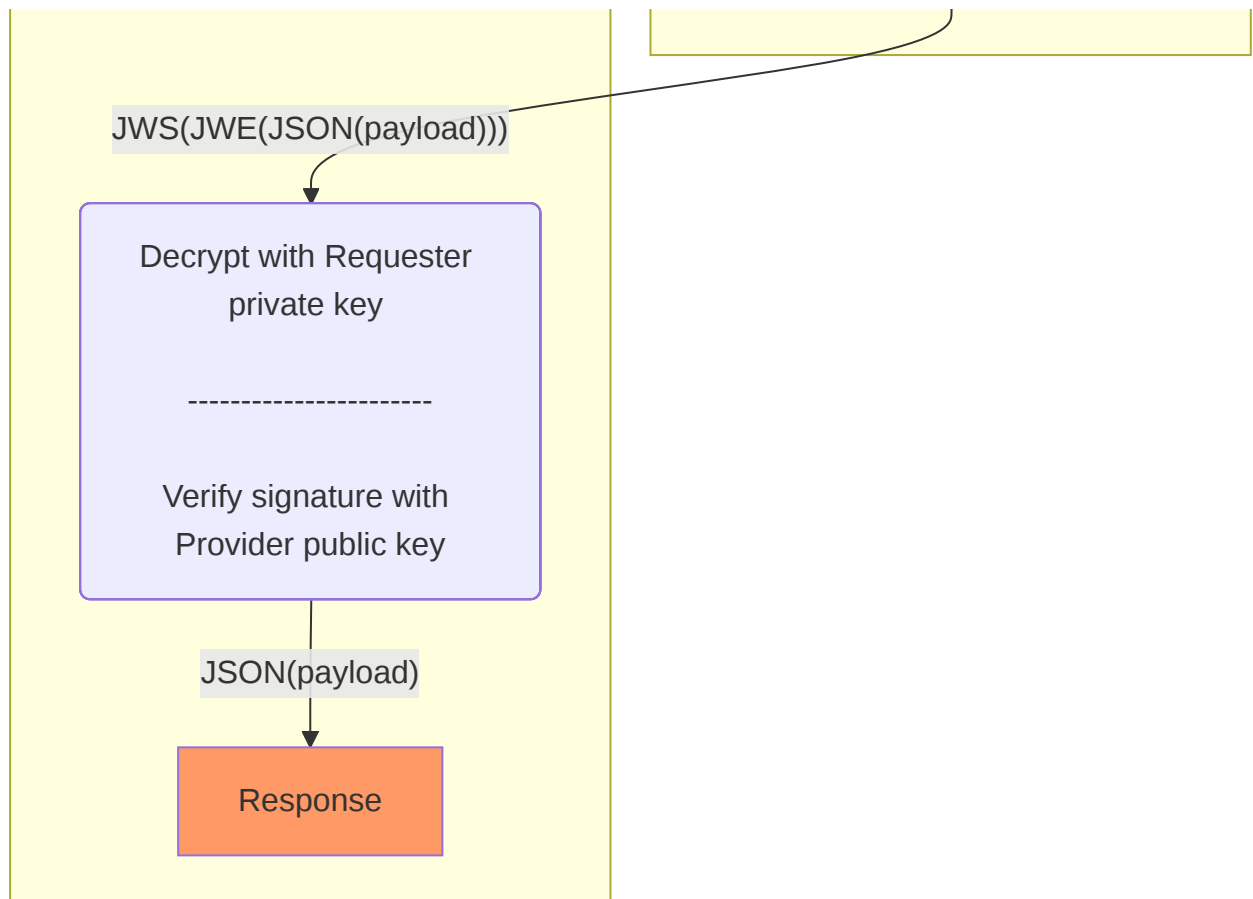 JWS(JWE(JSON(payload)))
Decrypt with Requester
private key
-----------------------
Verify signature with
Provider public key
JSON(payload)
Response